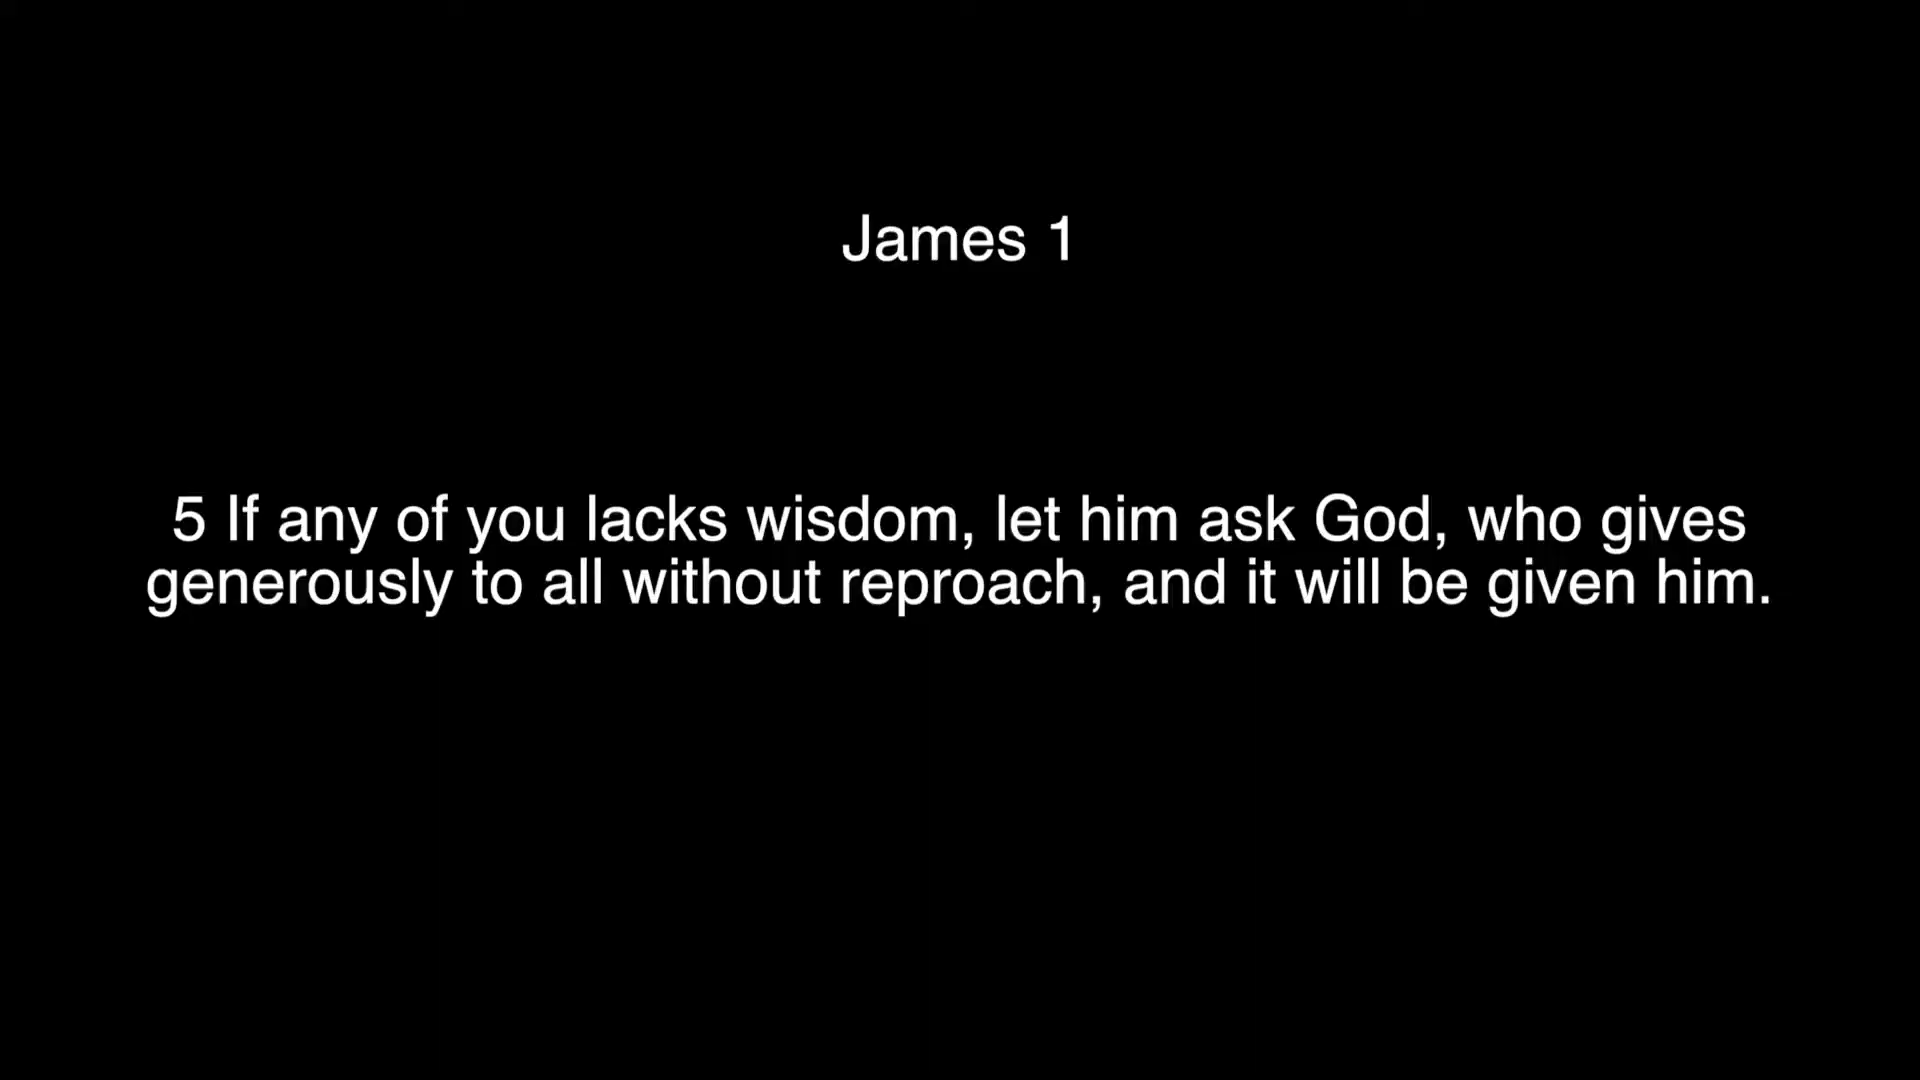 James 1
5 If any of you lacks wisdom, let him ask God, who gives
generously to all without reproach, and it will be given him.